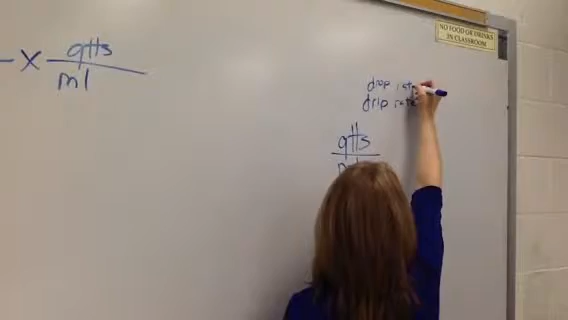 - X gtts
ml
NO FOOD OR DRINKS
IN CLASSROOM
drop
drip rate
gtts